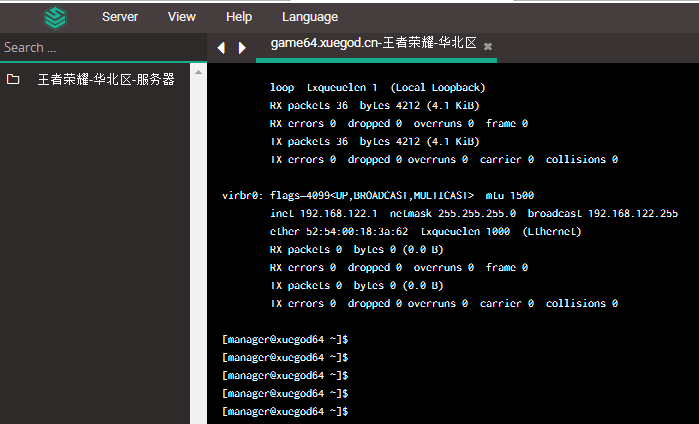 Server View Help Language
Search ...
game64.xuegod.cn-王者荣耀-华北区
王者荣耀-华北区-服务器
loop txqueuelen 1 (Local Loopback)
RX packets 36 bytes 4212 (4.1 KiB)
RX errors 0 dropped 0 overruns 0 frame 0
TX packets 36 bytes 4212 (4.1 KiB)
TX errors 0 dropped 0 overruns 0 carrier 0 collisions 0
virbr0: flags=4099<UP,BROADCAST,MULTICAST> mtu 1500
inet 192.168.122.1 netmask 255.255.255.0 broadcast 192.168.122.255
ether 52:54:00:18:3a:62 txqueuelen 1000 (Ethernet)
RX packets 0 bytes 0 (0.0 B)
RX errors 0 dropped 0 overruns 0 frame 0
TX packets 0 bytes 0 (0.0 B)
TX errors 0 dropped 0 overruns 0 carrier 0 collisions 0
[manager@xuegod64 ~]$
[manager@xuegod64 ~]$
[manager@xuegod64 ~]$
[manager@xuegod64 ~]$
[manager@xuegod64 ~]$